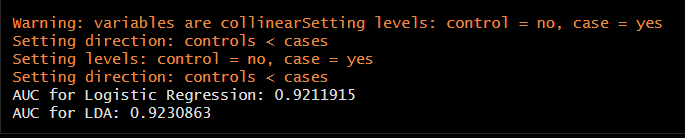 Warning: variables are collinearSetting levels: control = no, case = yes
Setting direction: controls < cases
Setting levels: control = no, case = yes
Setting direction: controls < cases
AUC for Logistic Regression: 0.9211915
AUC for LDA: 0.9230863